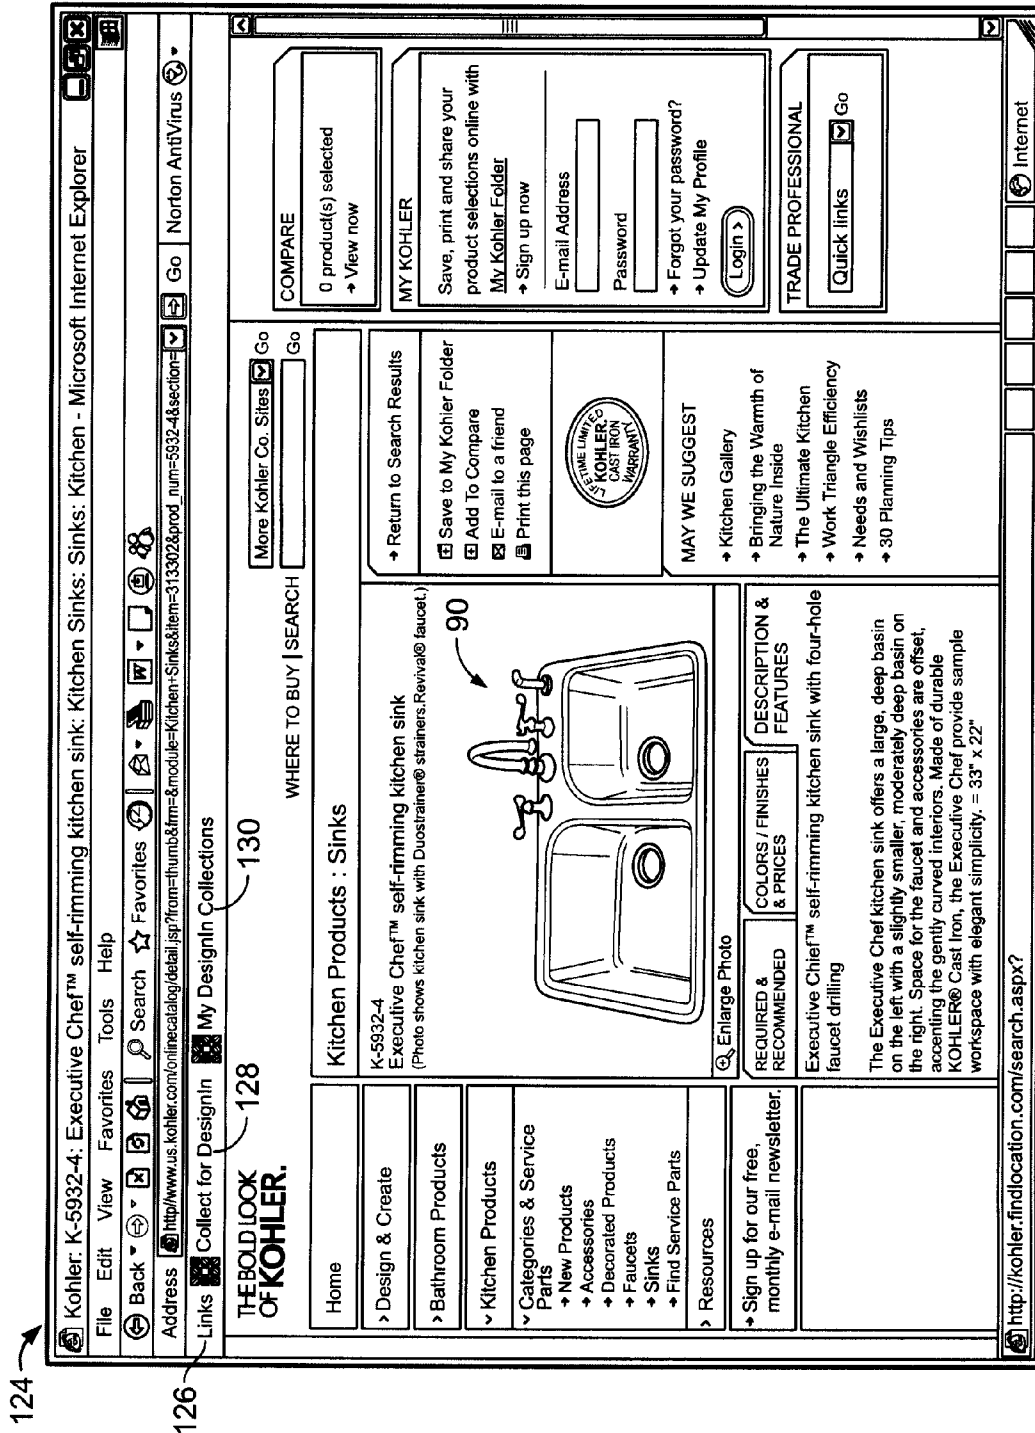 124
Kohler: K-5932-4: Executive Chef™ self-rimming kitchen sink: Kitchen Sinks: Sinks: Kitchen - Microsoft Internet Explorer
File Edit View Favorites Tools Help
Back Search Favorites W
Address http//www.us.kohler.com/onlinecatalog/detail.jsp?from=thumb&frm=&module=Kitchen+Sinks&item=313302&prod_num=5932-4&section= Go Norton AntiVirus
126
Links Collect for DesignIn My DesignIn Collections
128
130
THE BOLD LOOK
OF KOHLER.
More Kohler Co. Sites Go
WHERE TO BUY | SEARCH Go
Home
› Design & Create
› Bathroom Products
Kitchen Products
Categories & Service
Parts
→ New Products
→ Accessories
→ Decorated Products
→ Faucets
→ Sinks
→ Find Service Parts
› Resources
→ Sign up for our free,
monthly e-mail newsletter.
Kitchen Products : Sinks
K-5932-4
Executive Chef™ self-rimming kitchen sink
(Photo shows kitchen sink with Duostrainer® strainers.Revival® faucet.)
90
Enlarge Photo
REQUIRED &
RECOMMENDED
COLORS / FINISHES
& PRICES
DESCRIPTION &
FEATURES
Executive Chief™ self-rimming kitchen sink with four-hole
faucet drilling
The Executive Chef kitchen sink offers a large, deep basin
on the left with a slightly smaller, moderately deep basin on
the right. Space for the faucet and accessories are offset,
accenting the gently curved interiors. Made of durable
KOHLER® Cast Iron, the Executive Chef provide sample
workspace with elegant simplicity. = 33" x 22"
→ Return to Search Results
Save to My Kohler Folder
Add To Compare
E-mail to a friend
Print this page
LIFETIME LIMITED
KOHLER.
CAST IRON
WARRANTY
MAY WE SUGGEST
→ Kitchen Gallery
→ Bringing the Warmth of
Nature Inside
→ The Ultimate Kitchen
→ Work Triangle Efficiency
→ Needs and Wishlists
→ 30 Planning Tips
COMPARE
0 product(s) selected
→ View now
MY KOHLER
Save, print and share your
product selections online with
My Kohler Folder
→ Sign up now
E-mail Address
Password
→ Forgot your password?
→ Update My Profile
Login >
TRADE PROFESSIONAL
Quick links Go
http://kohler.findlocation.com/search.aspx? Internet